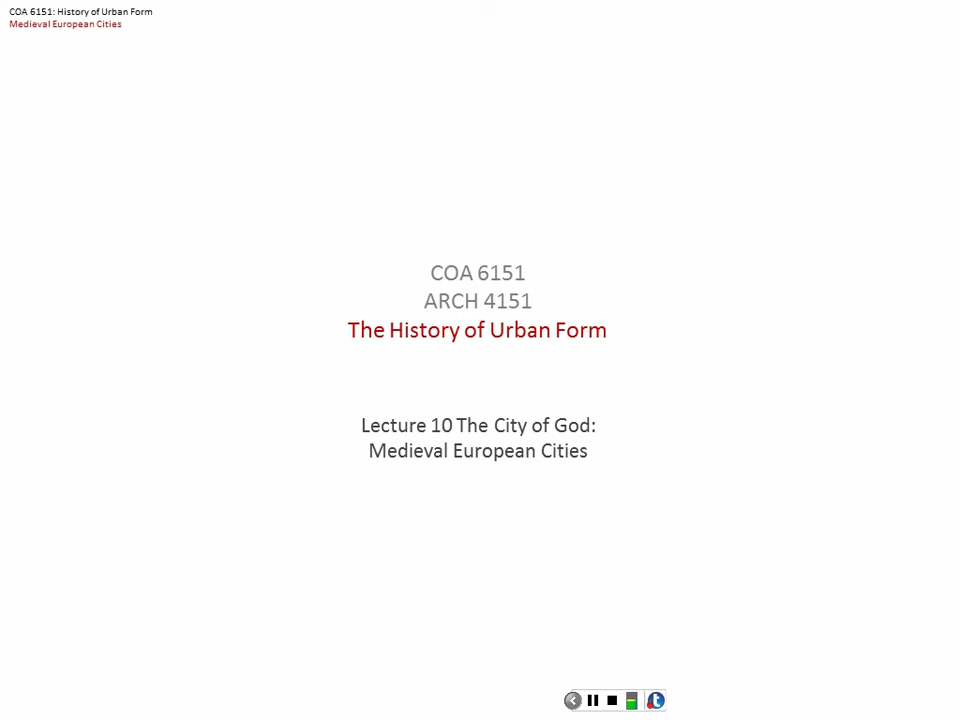 COA 6151: History of Urban Form
Medieval European Cities
COA 6151
ARCH 4151
The History of Urban Form
Lecture 10 The City of God:
Medieval European Cities
t